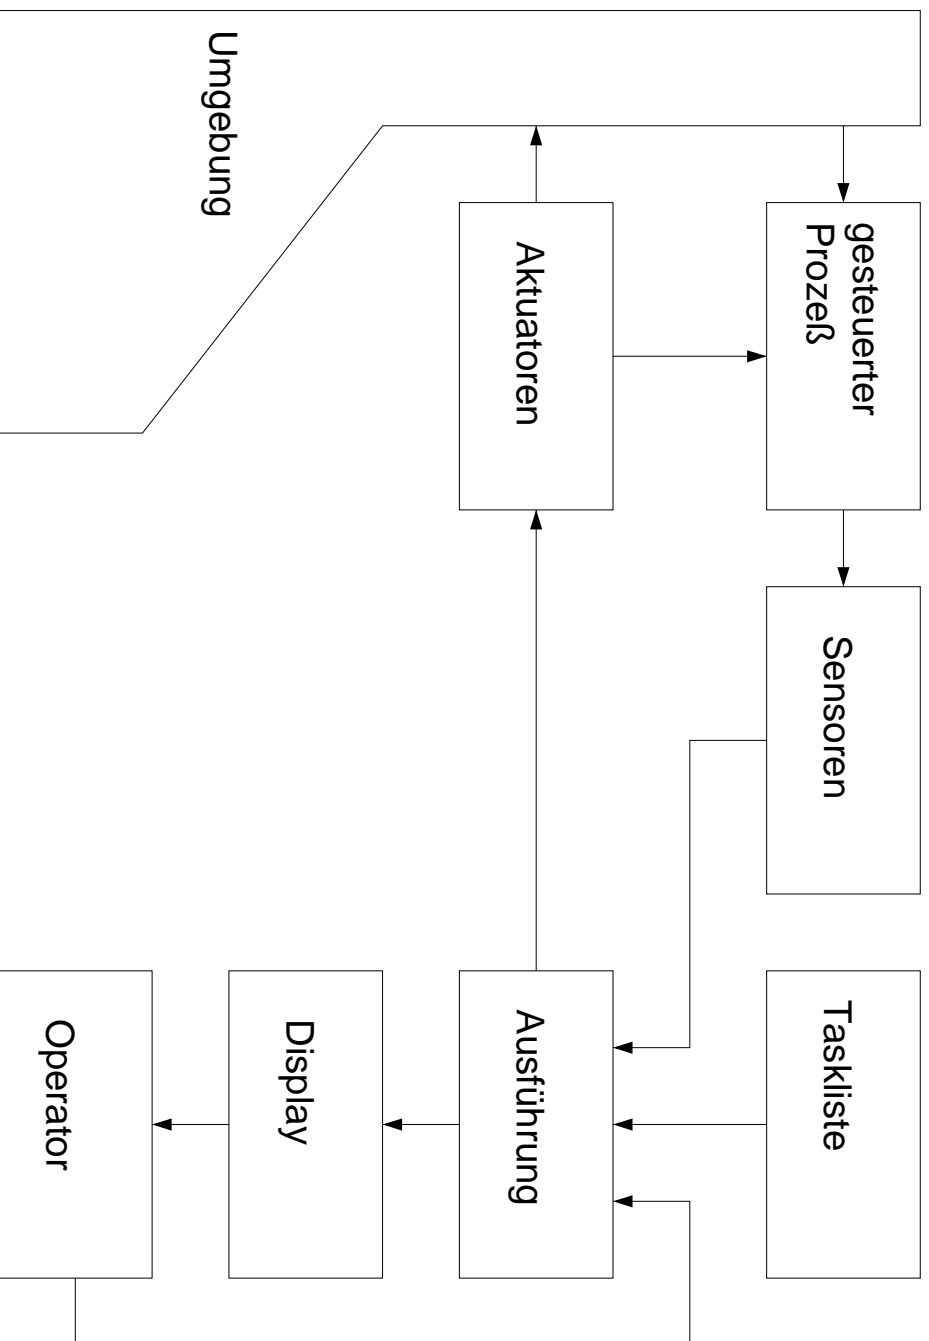 Umgebung
gesteuerter
Prozeß
Sensoren
Taskliste
Aktuatoren
Ausführung
Display
Operator